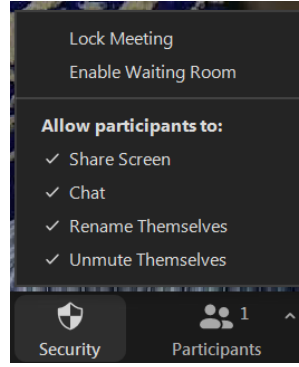 Lock Meeting
Enable Waiting Room
Allow participants to:
✓ Share Screen
✓ Chat
✓ Rename Themselves
✓ Unmute Themselves
1
Security
Participants